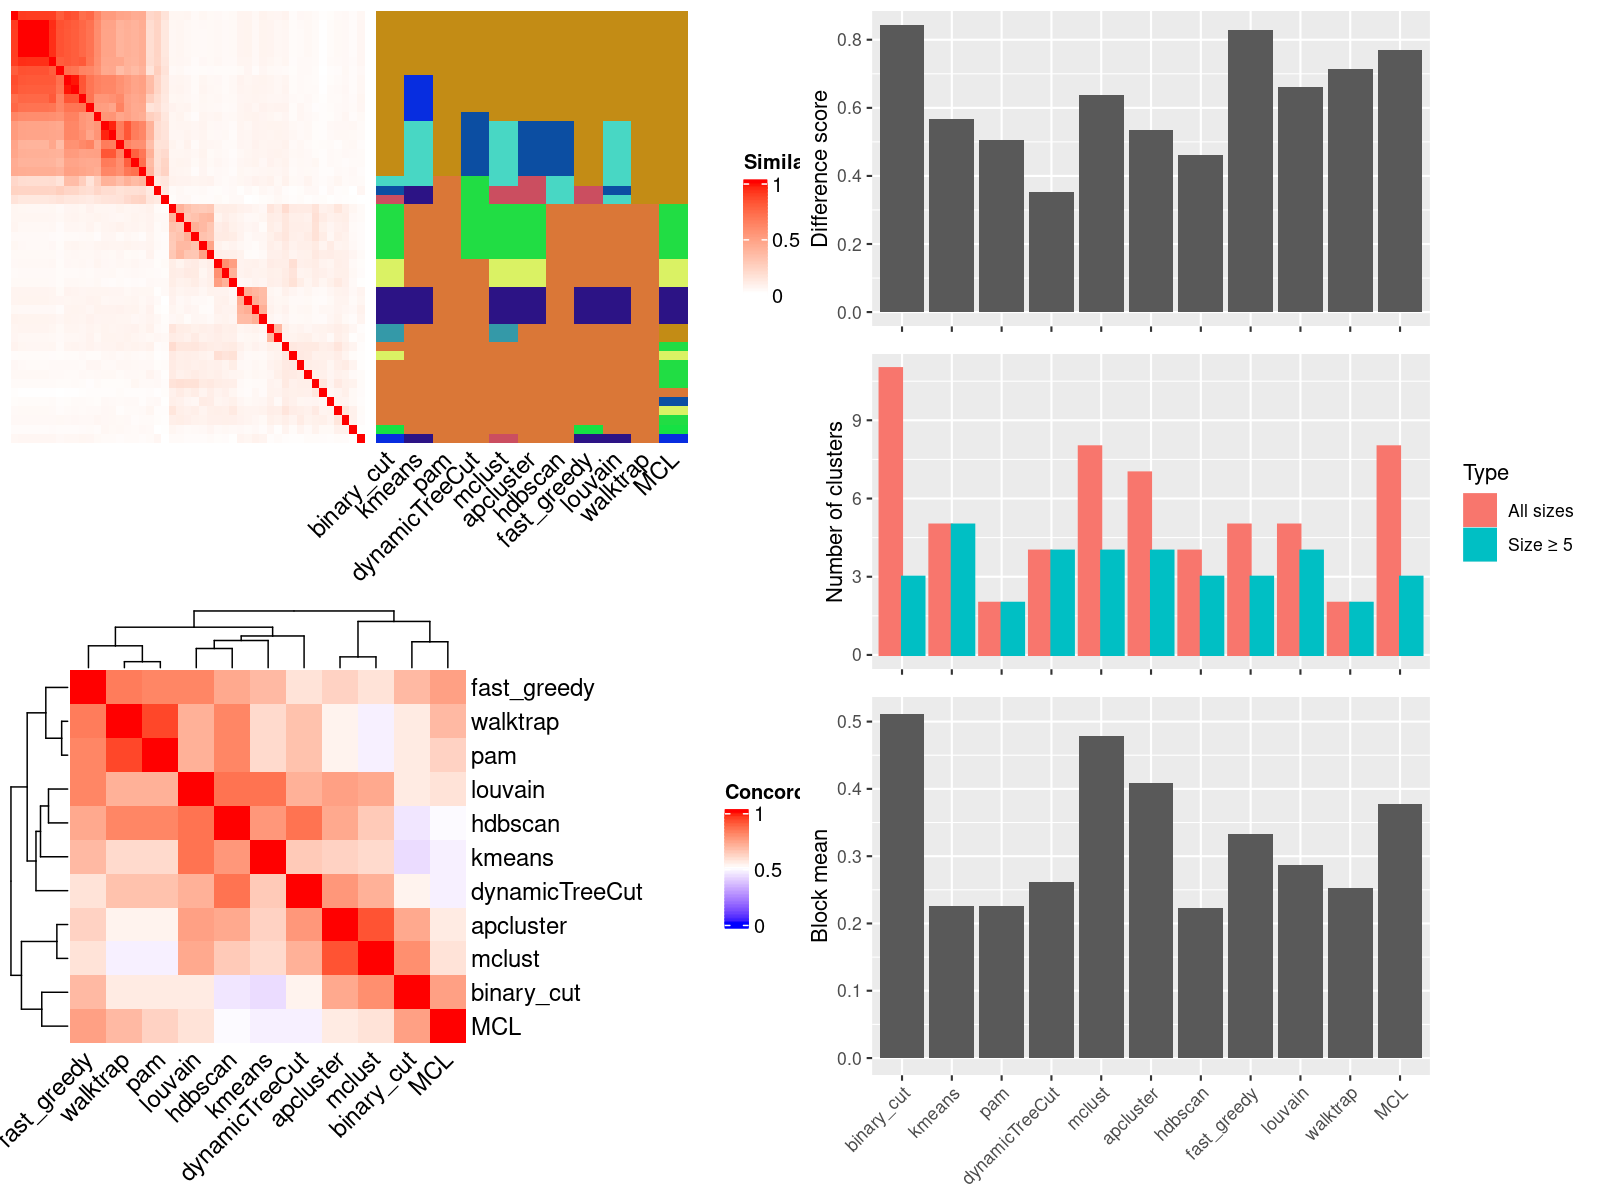 Simila
1
0.5
0
binary_cut
kmeans
pam
dynamicTreeCut
mclust
apcluster
hdbscan
fast_greedy
louvain
walktrap
MCL
fast_greedy
walktrap
pam
louvain
hdbscan
kmeans
dynamicTreeCut
apcluster
mclust
binary_cut
MCL
fast_greedy
walktrap
pam
louvain
hdbscan
kmeans
dynamicTreeCut
apcluster
mclust
binary_cut
MCL
Concord
1
0.5
0
Difference score
0.8
0.6
0.4
0.2
0.0
Number of clusters
9
6
3
0
Type
All sizes
Size ≥ 5
Block mean
0.5
0.4
0.3
0.2
0.1
0.0
binary_cut
kmeans
pam
dynamicTreeCut
mclust
apcluster
hdbscan
fast_greedy
louvain
walktrap
MCL